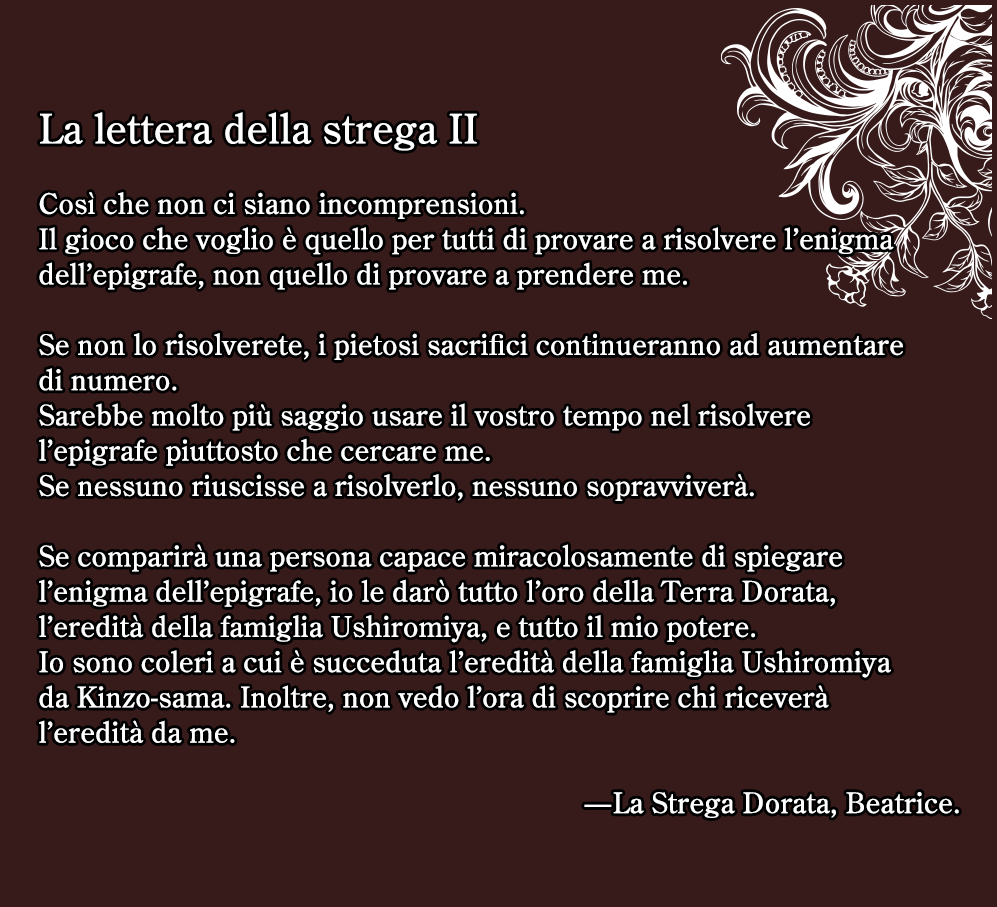 La lettera della strega II
Così che non ci siano incomprensioni.
Il gioco che voglio è quello per tutti di provare a risolvere l'enigma
dell'epigrafe, non quello di provare a prendere me.
Se non lo risolverete, i pietosi sacrifici continueranno ad aumentare
di numero.
Sarebbe molto più saggio usare il vostro tempo nel risolvere
l'epigrafe piuttosto che cercare me.
Se nessuno riuscisse a risolverlo, nessuno sopravviverà.
Se comparirà una persona capace miracolosamente di spiegare
l'enigma dell'epigrafe, io le darò tutto l'oro della Terra Dorata,
l'eredità della famiglia Ushiromiya, e tutto il mio potere.
Io sono coleri a cui è succeduta l'eredità della famiglia Ushiromiya
da Kinzo-sama. Inoltre, non vedo l'ora di scoprire chi riceverà
l'eredità da me.
—La Strega Dorata, Beatrice.